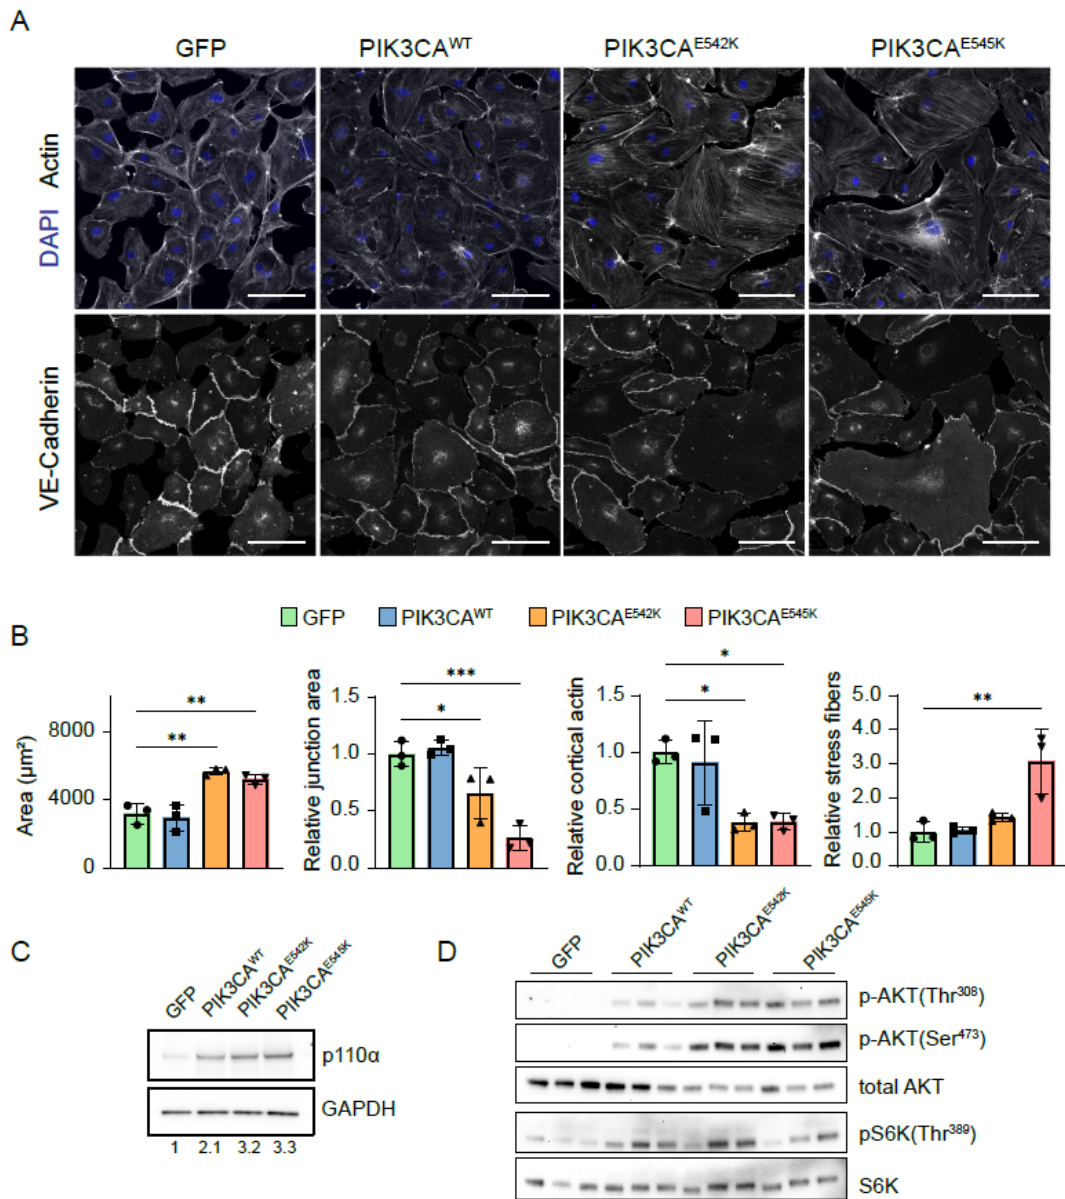 A
GFP PIK3CAWT PIK3CAE542K PIK3CAE545K
DAPI Actin
VE-Cadherin
B
GFP PIK3CAWT PIK3CAE542K PIK3CAE545K
Area (µm²)
8000
4000
0
**
**
Relative junction area
1.5
1.0
0.5
0.0
***
*
Relative cortical actin
1.5
1.0
0.5
0.0
*
*
Relative stress fibers
5.0
4.0
3.0
2.0
1.0
0.0
**
C
GFP PIK3CAWT PIK3CAE542K PIK3CAE545K
p110α
GAPDH
1 2.1 3.2 3.3
D
GFP PIK3CAWT PIK3CAE542K PIK3CAE545K
p-AKT(Thr308)
p-AKT(Ser473)
total AKT
pS6K(Thr389)
S6K